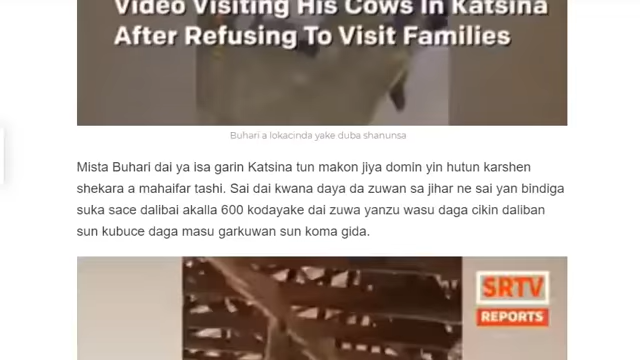 Video Visiting His Cows In Katsina
After Refusing To Visit Families
Buhari a lokacinda yake duba shanunsa
Mista Buhari dai ya isa garin Katsina tun makon jiya domin yin hutun karshen
shekara a mahaifar tashi. Sai dai kwana daya da zuwan sa jihar ne sai yan bindiga
suka sace dalibai akalla 600 kodayake dai zuwa yanzu wasu daga cikin daliban
sun kubuce daga masu garkuwan sun koma gida.
SRTV
REPORTS